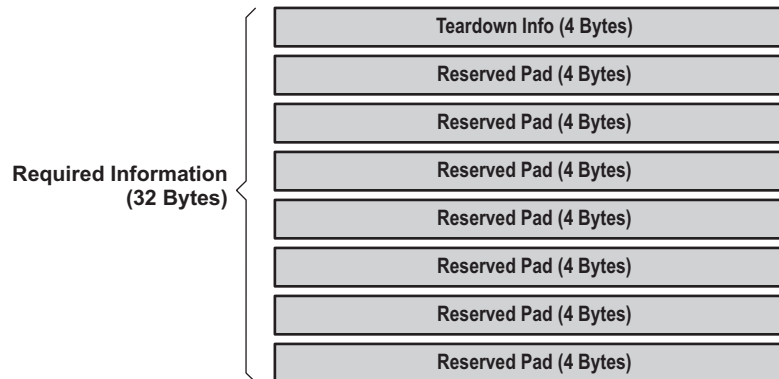 Teardown Info (4 Bytes)
Reserved Pad (4 Bytes)
Reserved Pad (4 Bytes)
Reserved Pad (4 Bytes)
Reserved Pad (4 Bytes)
Reserved Pad (4 Bytes)
Reserved Pad (4 Bytes)
Reserved Pad (4 Bytes)
Required Information
(32 Bytes)